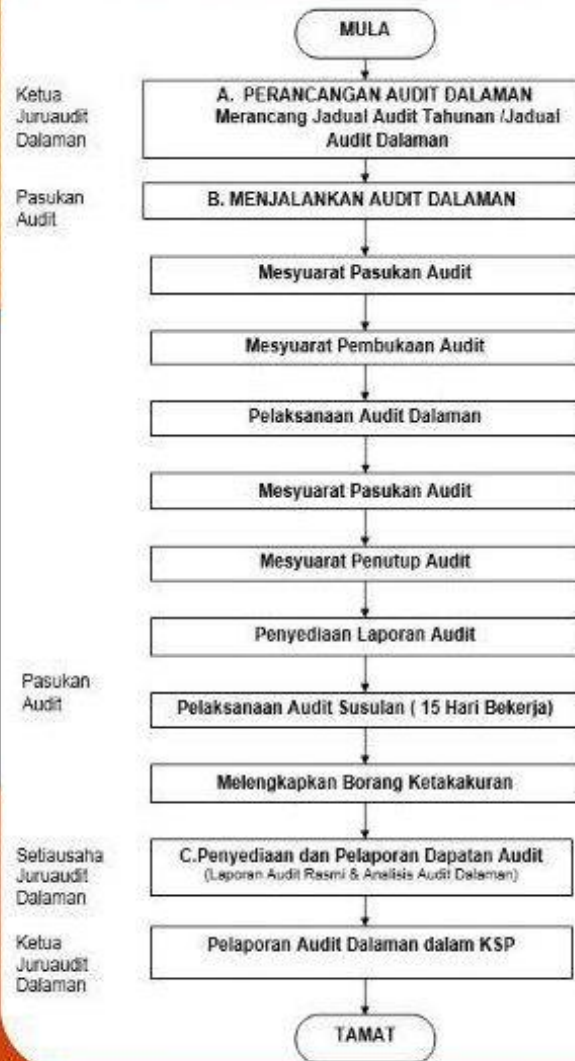 MULA
Ketua
Juruaudit
Dalaman
A. PERANCANGAN AUDIT DALAMAN
Merancang Jadual Audit Tahunan /Jadual
Audit Dalaman
Pasukan
Audit
B. MENJALANKAN AUDIT DALAMAN
Mesyuarat Pasukan Audit
Mesyuarat Pembukaan Audit
Pelaksanaan Audit Dalaman
Mesyuarat Pasukan Audit
Mesyuarat Penutup Audit
Penyediaan Laporan Audit
Pasukan
Audit
Pelaksanaan Audit Susulan ( 15 Hari Bekerja)
Melengkapkan Borang Ketakakuran
Setiausaha
Juruaudit
Dalaman
C.Penyediaan dan Pelaporan Dapatan Audit
(Laporan Audit Rasmi & Analisis Audit Dalaman)
Ketua
Juruaudit
Dalaman
Pelaporan Audit Dalaman dalam KSP
TAMAT